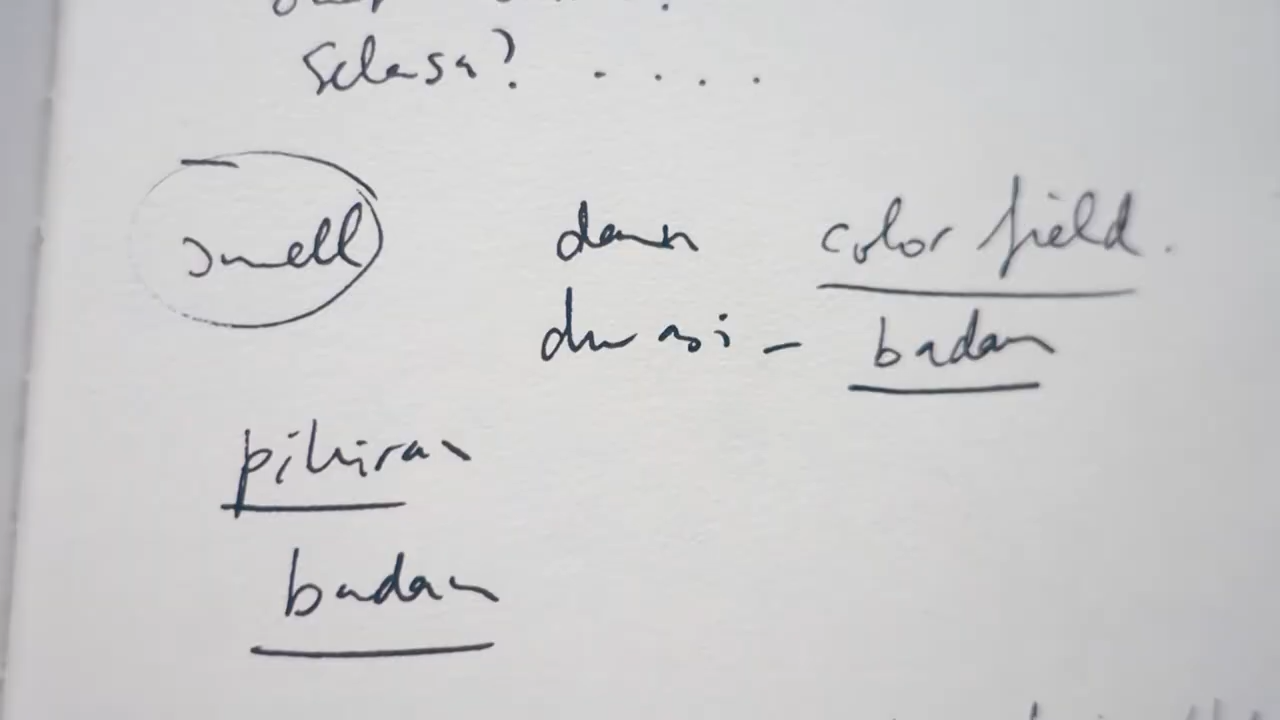 Selasa? . . . .
smell
dan color field.
durasi - badan
pikiran
badan